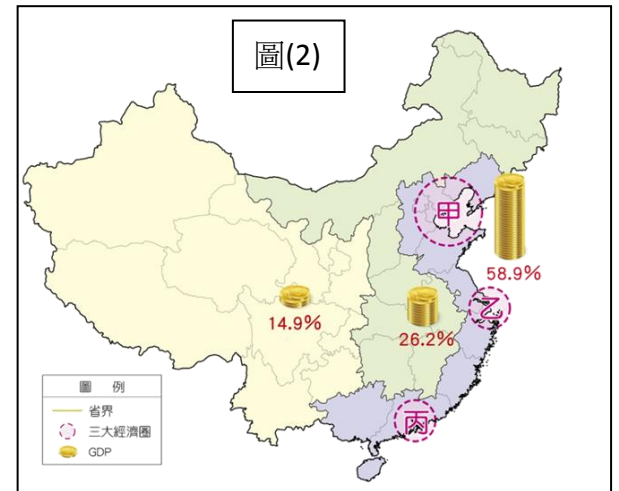 圖(2)
甲
58.9%
乙
14.9%
26.2%
丙
圖 例
省界
三大經濟圈
GDP